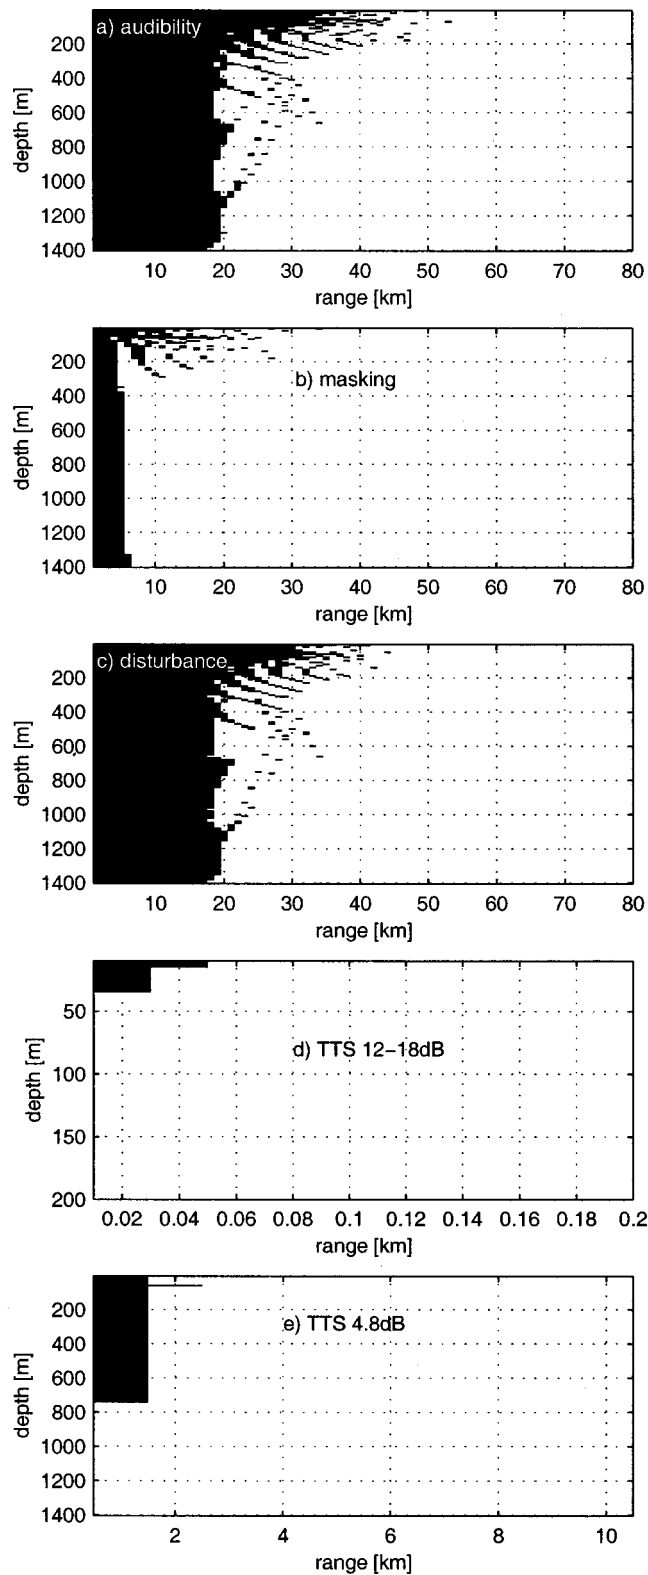 a) audibility
200
400
600
800
1000
1200
1400
depth [m]
10 20 30 40 50 60 70 80
range [km]
b) masking
200
400
600
800
1000
1200
1400
depth [m]
10 20 30 40 50 60 70 80
range [km]
c) disturbance
200
400
600
800
1000
1200
1400
depth [m]
10 20 30 40 50 60 70 80
range [km]
d) TTS 12–18dB
50
100
150
200
depth [m]
0.02 0.04 0.06 0.08 0.1 0.12 0.14 0.16 0.18 0.2
range [km]
e) TTS 4.8dB
200
400
600
800
1000
1200
1400
depth [m]
2 4 6 8 10
range [km]